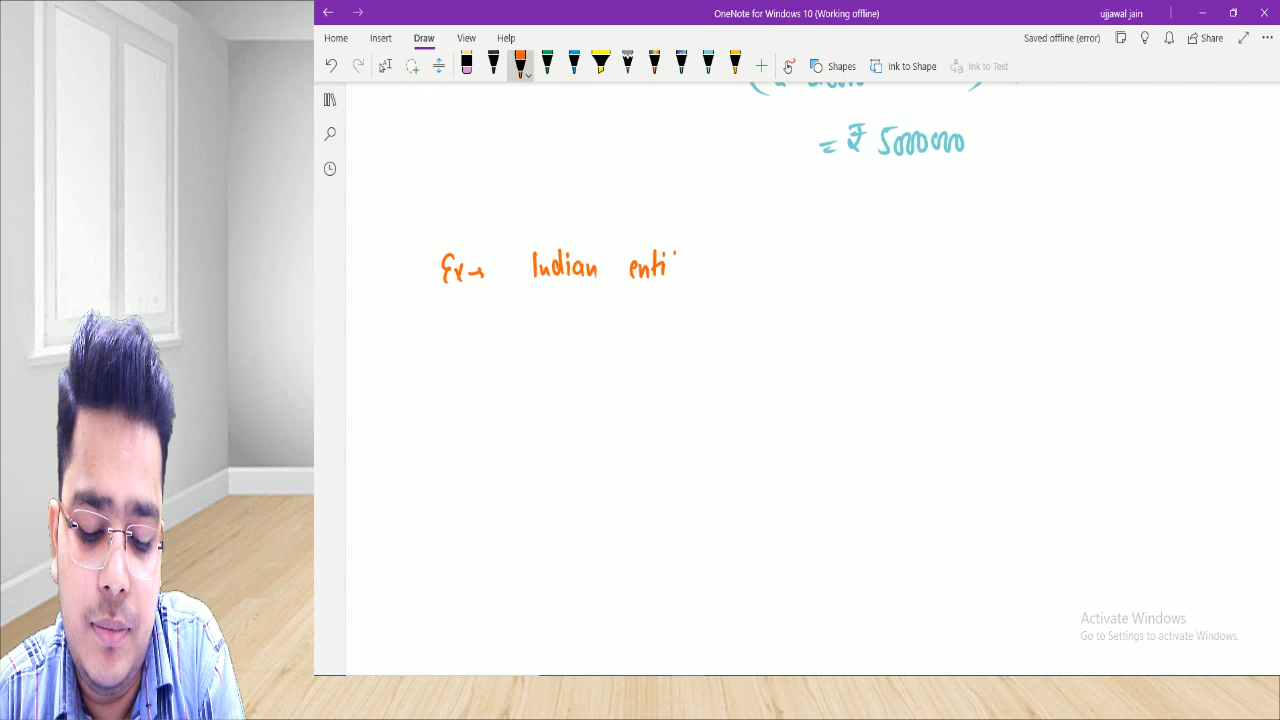 OneNote for Windows 10 (Working offline) ujjawal jain
Home Insert Draw View Help Saved offline (error) Share
Shapes Ink to Shape Ink to Text
= ₹ 5000000
Ex→ Indian enti
Activate Windows
Go to Settings to activate Windows.